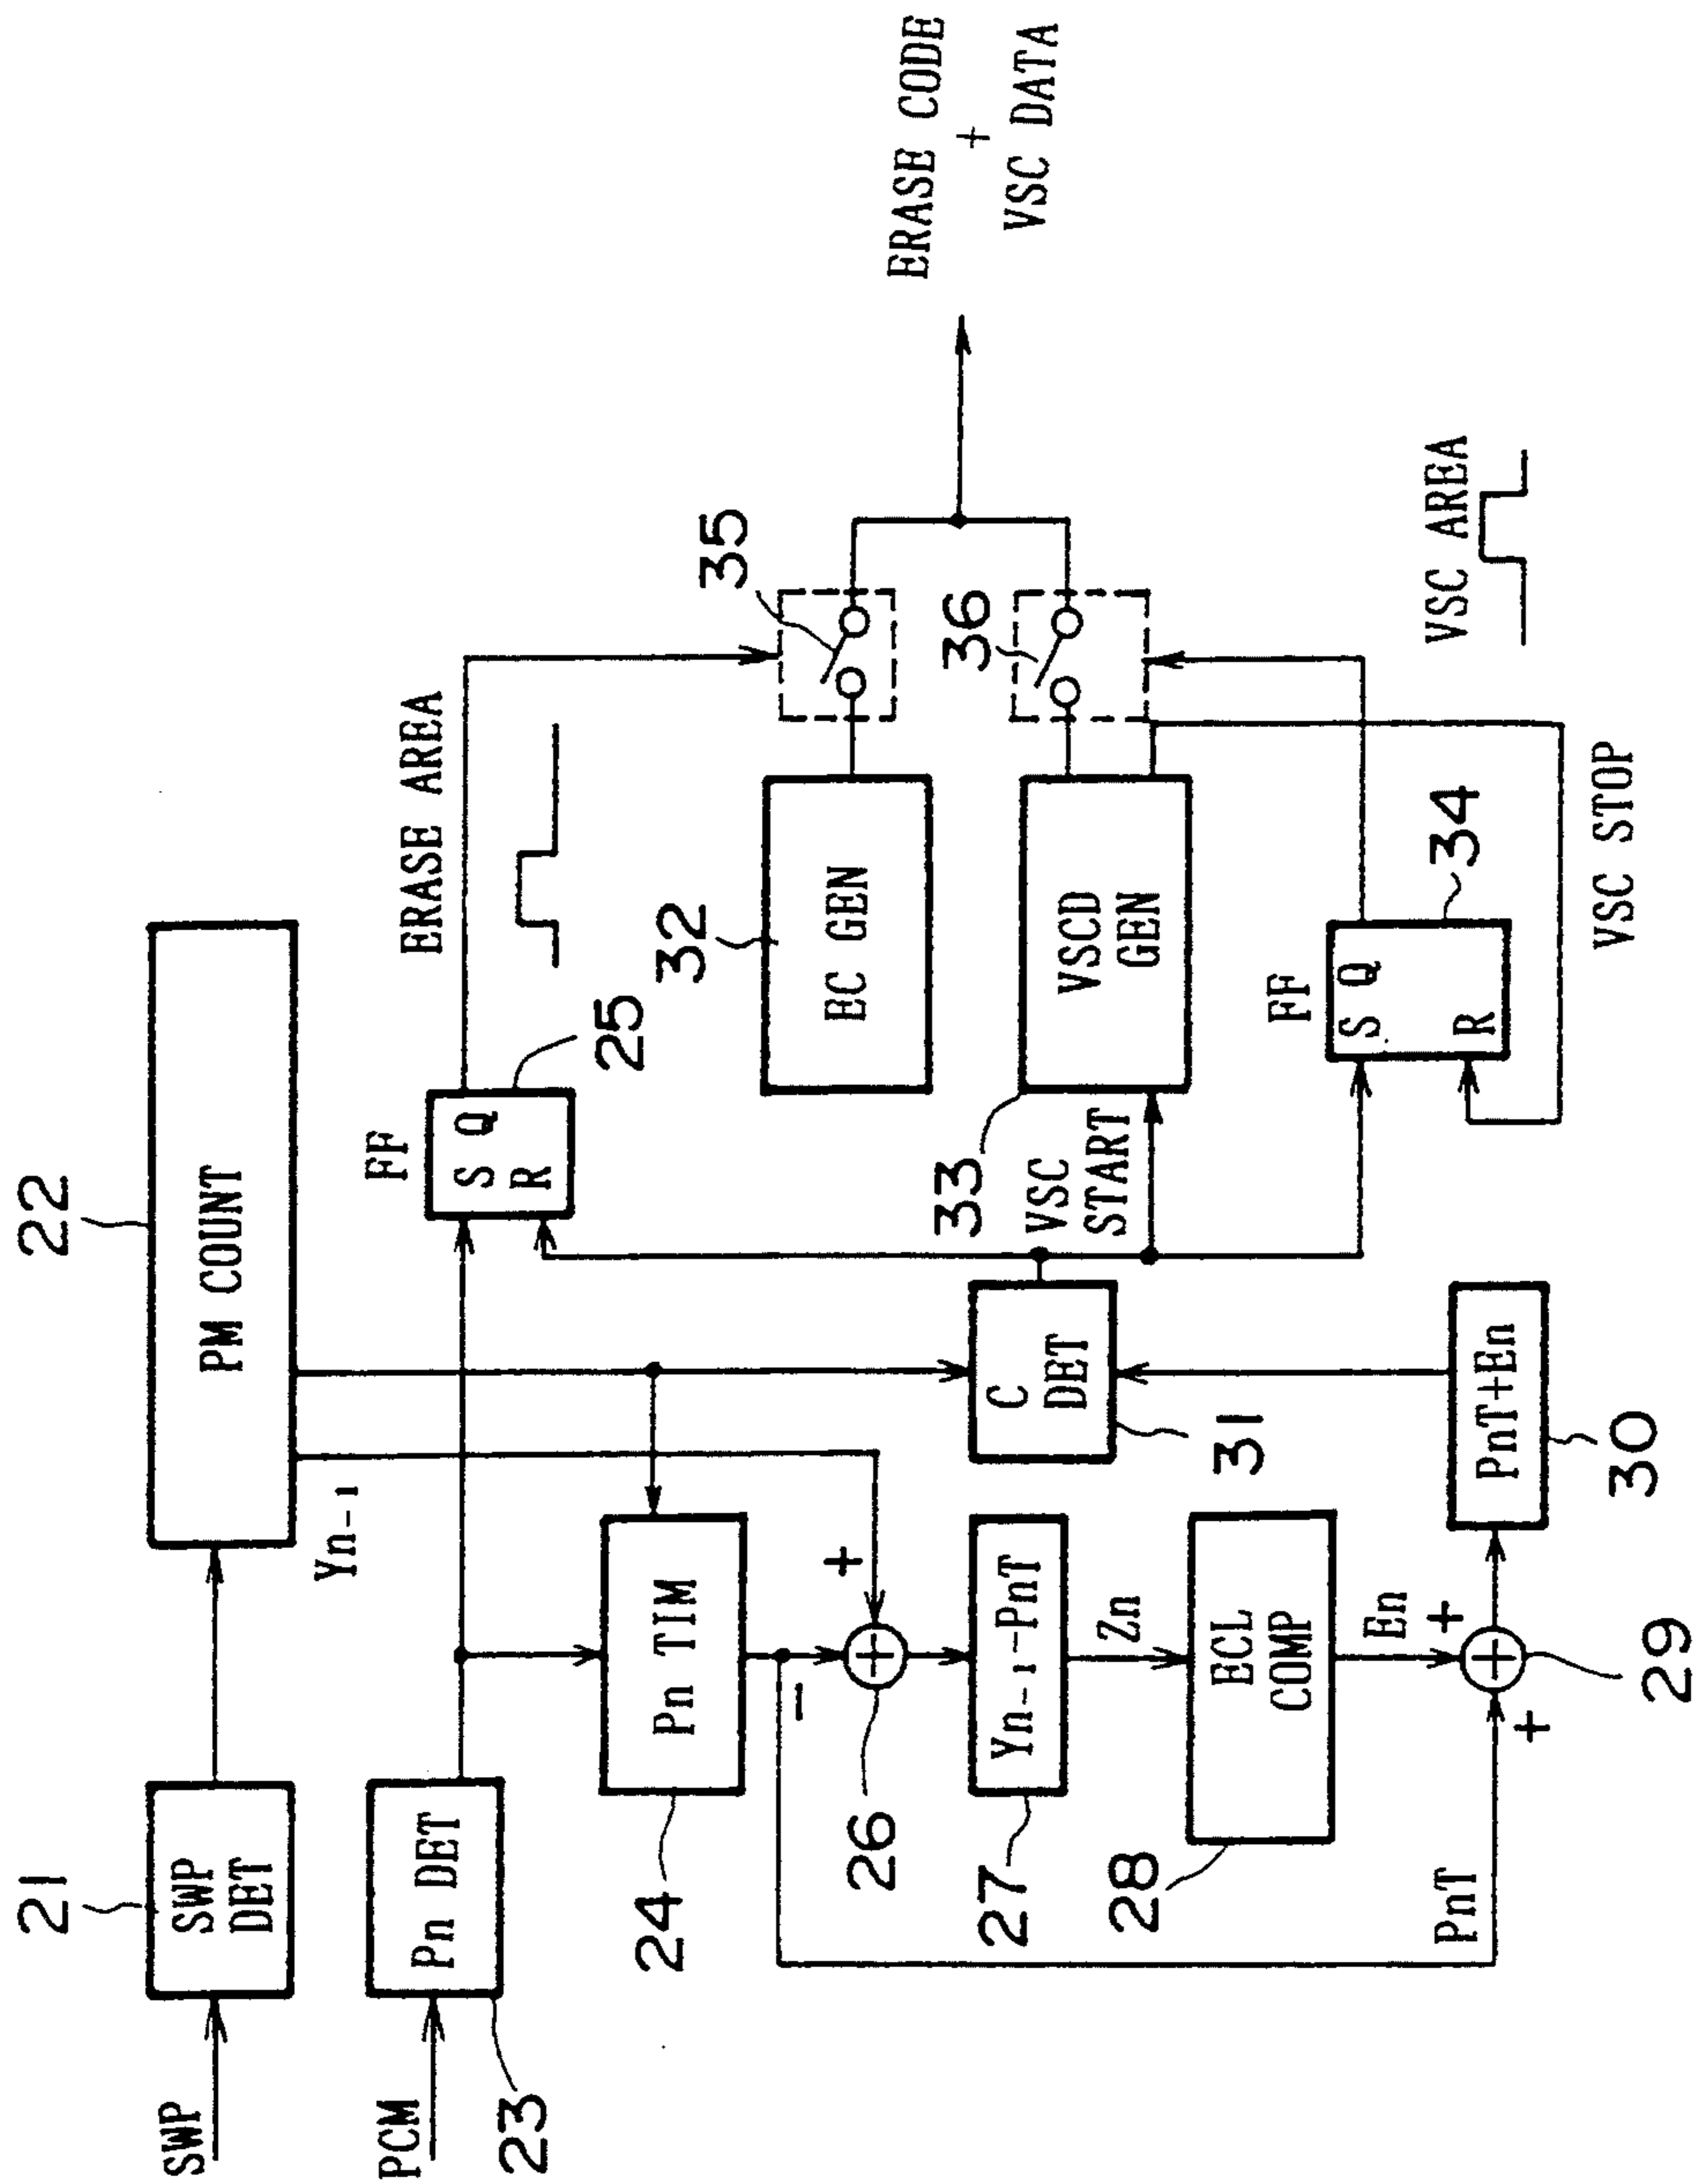 SWP
21
SWP
DET
22
PM COUNT
Yn-1
PCM
23
Pn DET
24
Pn TIM
FF
S Q
R
25
ERASE AREA
-
+
26
27
Yn-1-PnT
Zn
28
ECL
COMP
En
+
+
29
PnT
30
PnT+En
C
DET
31
VSC
START
32
EC GEN
33
VSCD
GEN
FF
S Q
R
34
VSC STOP
35
36
VSC AREA
ERASE CODE
+
VSC DATA